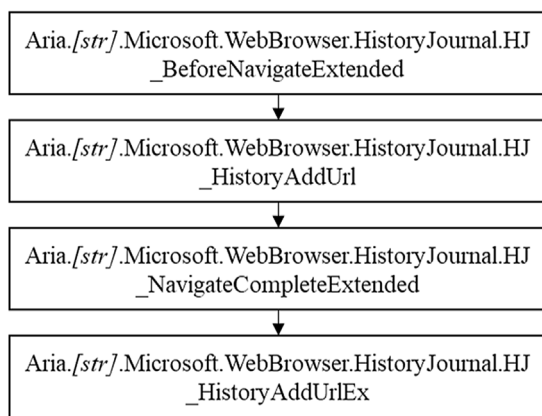 Aria.[str].Microsoft.WebBrowser.HistoryJournal.HJ
_BeforeNavigateExtended
Aria.[str].Microsoft.WebBrowser.HistoryJournal.HJ
_HistoryAddUrl
Aria.[str].Microsoft.WebBrowser.HistoryJournal.HJ
_NavigateCompleteExtended
Aria.[str].Microsoft.WebBrowser.HistoryJournal.HJ
_HistoryAddUrlEx